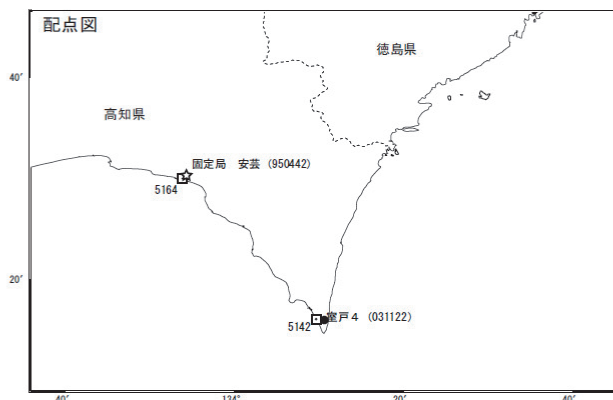 配点図
徳島県
40′
高知県
固定局 安芸（950442）
5164
20′
室戸４（031122）
5142
40′ 134° 20′ 40′